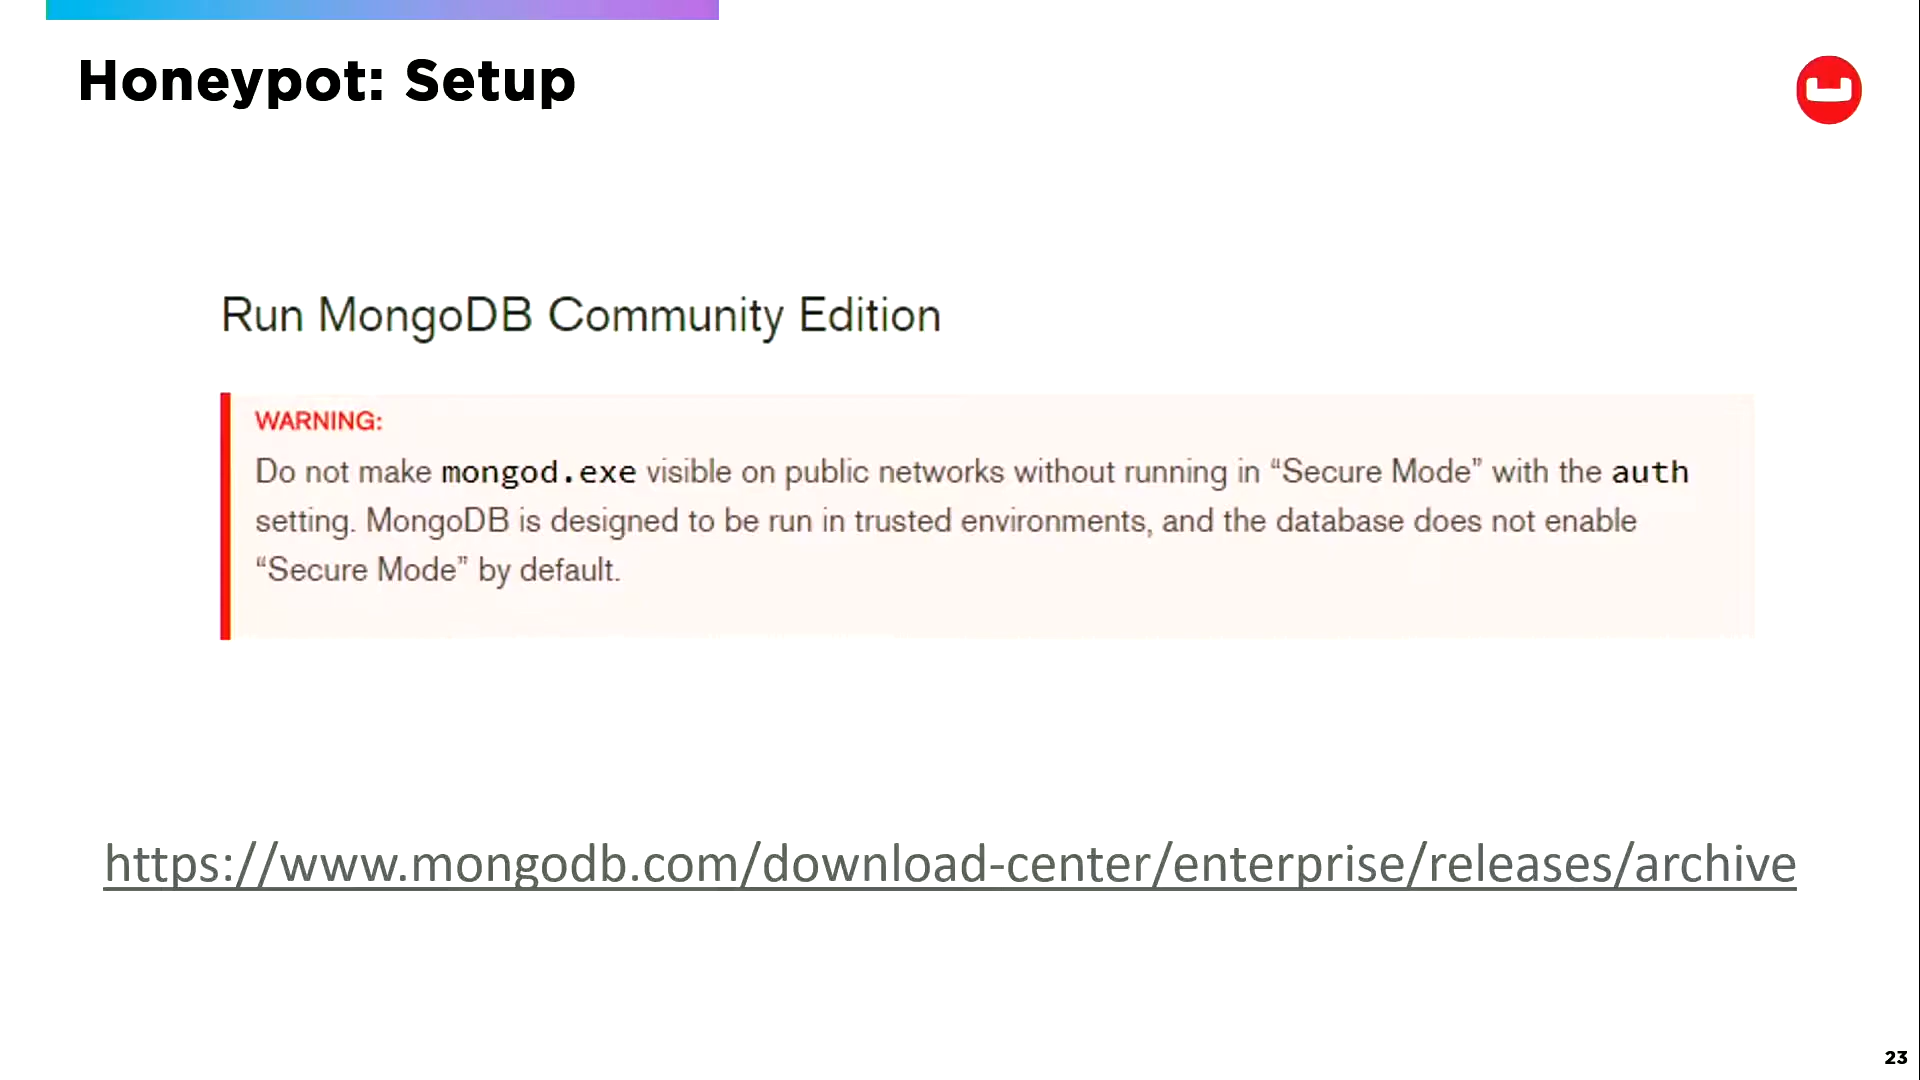 Honeypot: Setup
Run MongoDB Community Edition
WARNING:
Do not make mongod.exe visible on public networks without running in “Secure Mode” with the auth
setting. MongoDB is designed to be run in trusted environments, and the database does not enable
“Secure Mode” by default.
https://www.mongodb.com/download-center/enterprise/releases/archive
23